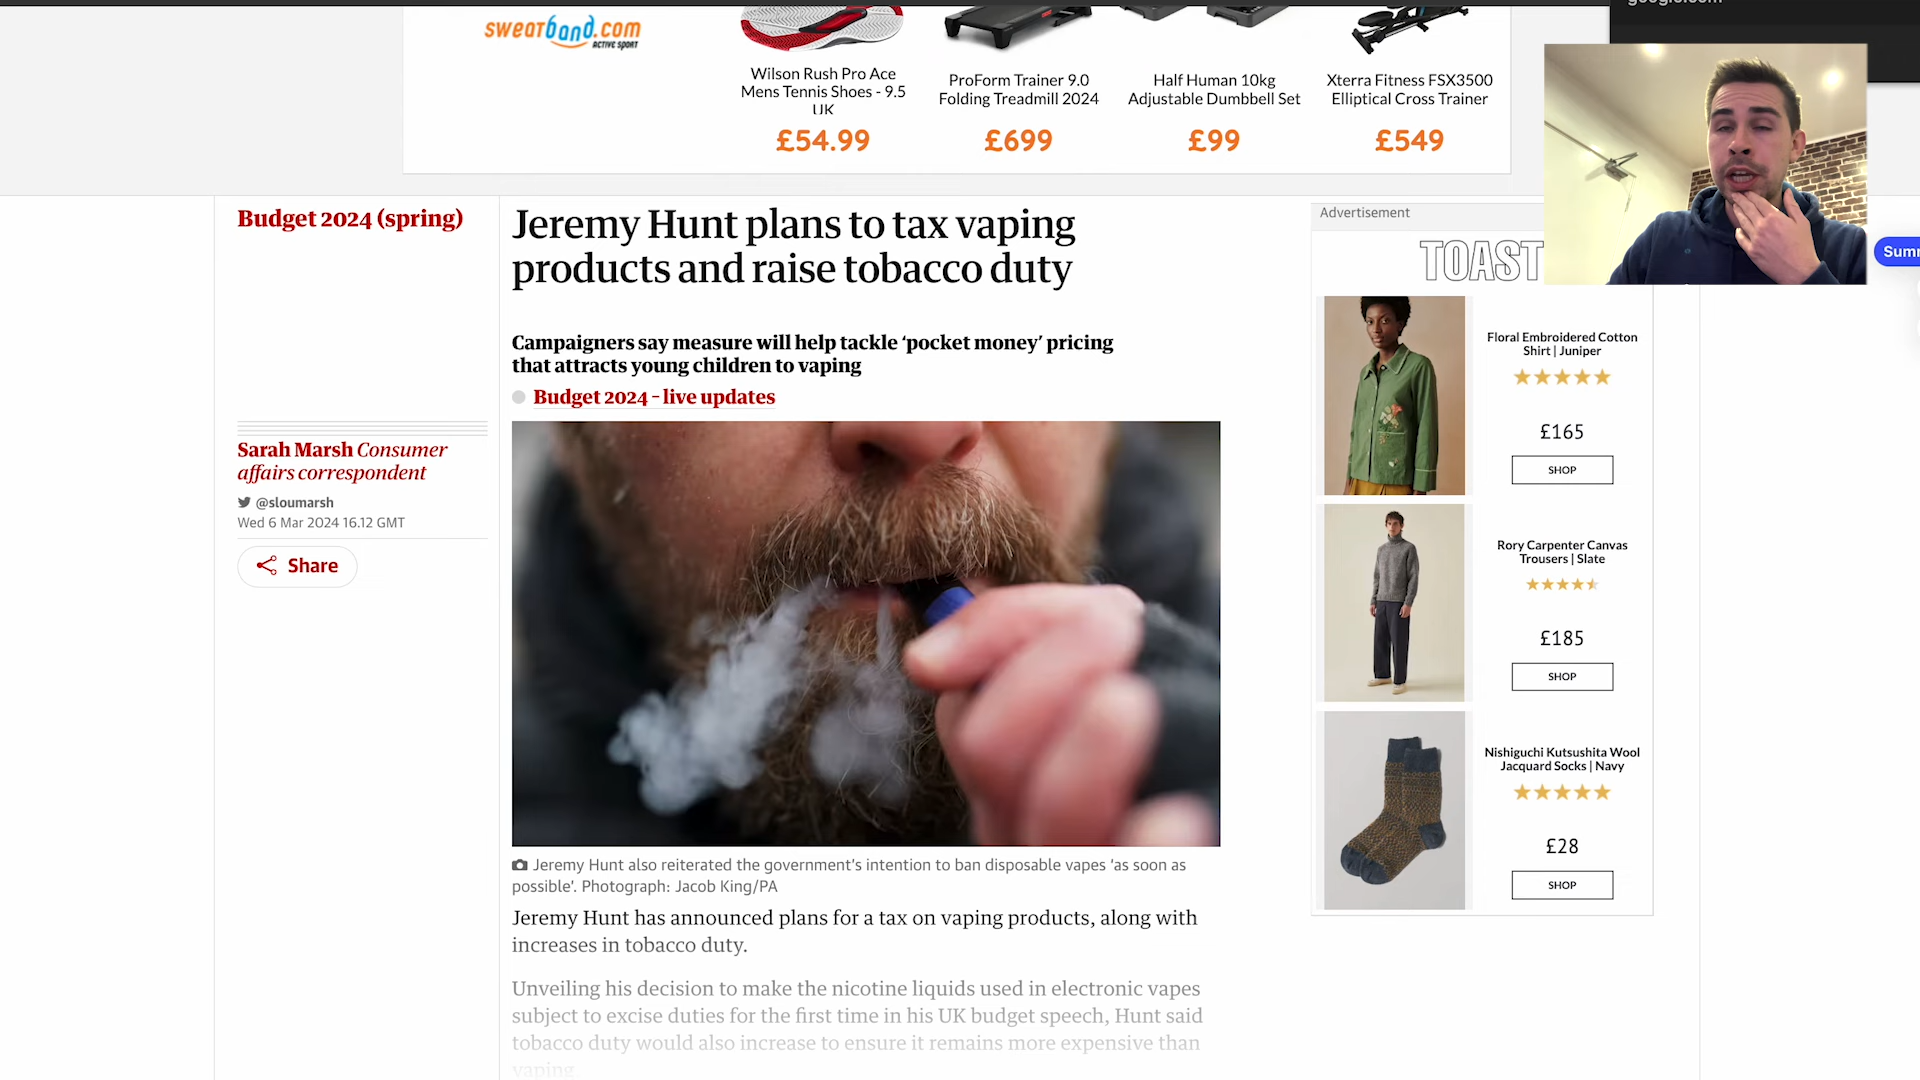 google.com
sweatband.com
ACTIVE SPORT
Wilson Rush Pro Ace
Mens Tennis Shoes - 9.5
UK
£54.99
ProForm Trainer 9.0
Folding Treadmill 2024
£699
Half Human 10kg
Adjustable Dumbbell Set
£99
Xterra Fitness FSX3500
Elliptical Cross Trainer
£549
Budget 2024 (spring)
Sarah Marsh Consumer
affairs correspondent
@sloumarsh
Wed 6 Mar 2024 16.12 GMT
Share
Jeremy Hunt plans to tax vaping
products and raise tobacco duty
Campaigners say measure will help tackle ‘pocket money’ pricing
that attracts young children to vaping
Budget 2024 – live updates
Jeremy Hunt also reiterated the government’s intention to ban disposable vapes ‘as soon as
possible’. Photograph: Jacob King/PA
Jeremy Hunt has announced plans for a tax on vaping products, along with
increases in tobacco duty.
Unveiling his decision to make the nicotine liquids used in electronic vapes
subject to excise duties for the first time in his UK budget speech, Hunt said
tobacco duty would also increase to ensure it remains more expensive than
vaping.
Advertisement
TOAST
Floral Embroidered Cotton
Shirt | Juniper
£165
SHOP
Rory Carpenter Canvas
Trousers | Slate
£185
SHOP
Nishiguchi Kutsushita Wool
Jacquard Socks | Navy
£28
SHOP